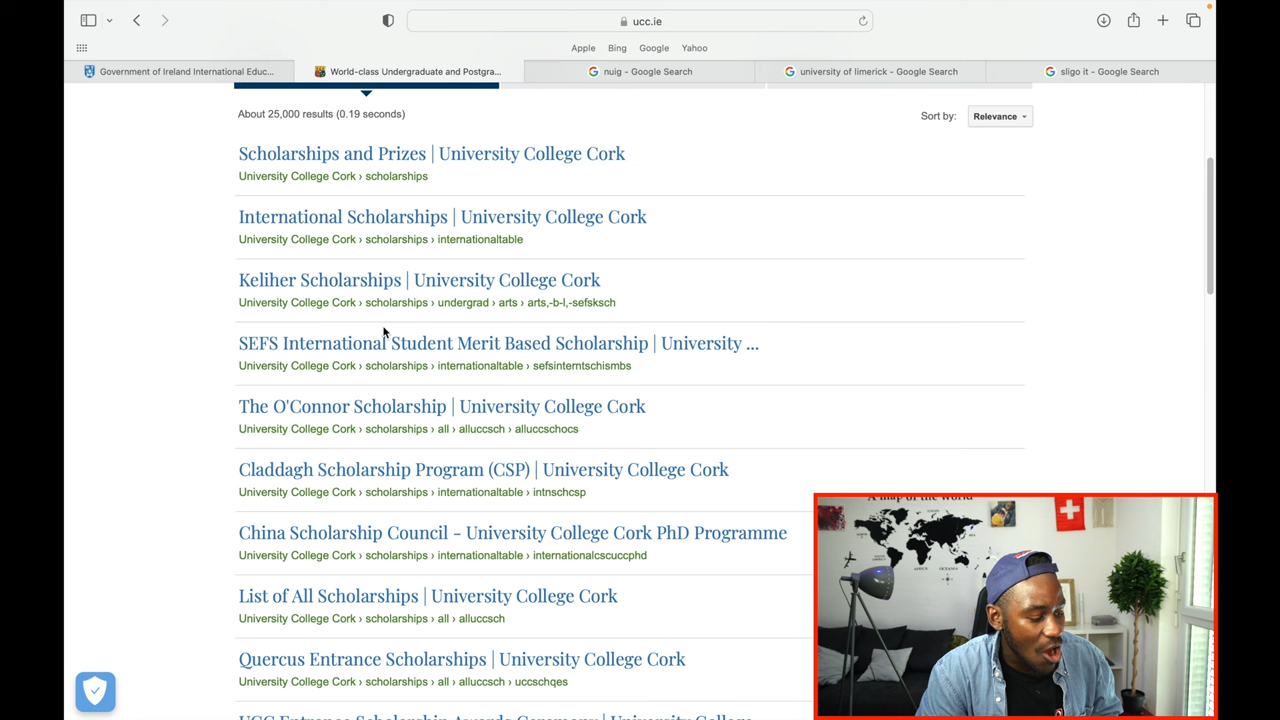 ucc.ie
Apple Bing Google Yahoo
Government of Ireland International Educ...
World-class Undergraduate and Postgra...
nuig - Google Search
university of limerick - Google Search
sligo it - Google Search
About 25,000 results (0.19 seconds)
Sort by: Relevance
Scholarships and Prizes | University College Cork
University College Cork › scholarships
International Scholarships | University College Cork
University College Cork › scholarships › internationaltable
Keliher Scholarships | University College Cork
University College Cork › scholarships › undergrad › arts › arts,-b-l,-sefsksch
SEFS International Student Merit Based Scholarship | University ...
University College Cork › scholarships › internationaltable › sefsinterntschismbs
The O'Connor Scholarship | University College Cork
University College Cork › scholarships › all › alluccsch › alluccschocs
Claddagh Scholarship Program (CSP) | University College Cork
University College Cork › scholarships › internationaltable › intnschcsp
China Scholarship Council – University College Cork PhD Programme
University College Cork › scholarships › internationaltable › internationalcscuccphd
List of All Scholarships | University College Cork
University College Cork › scholarships › all › alluccsch
Quercus Entrance Scholarships | University College Cork
University College Cork › scholarships › all › alluccsch › uccschqes
UCC Entrance Scholarship Awards Ceremony | University College
A map of the world